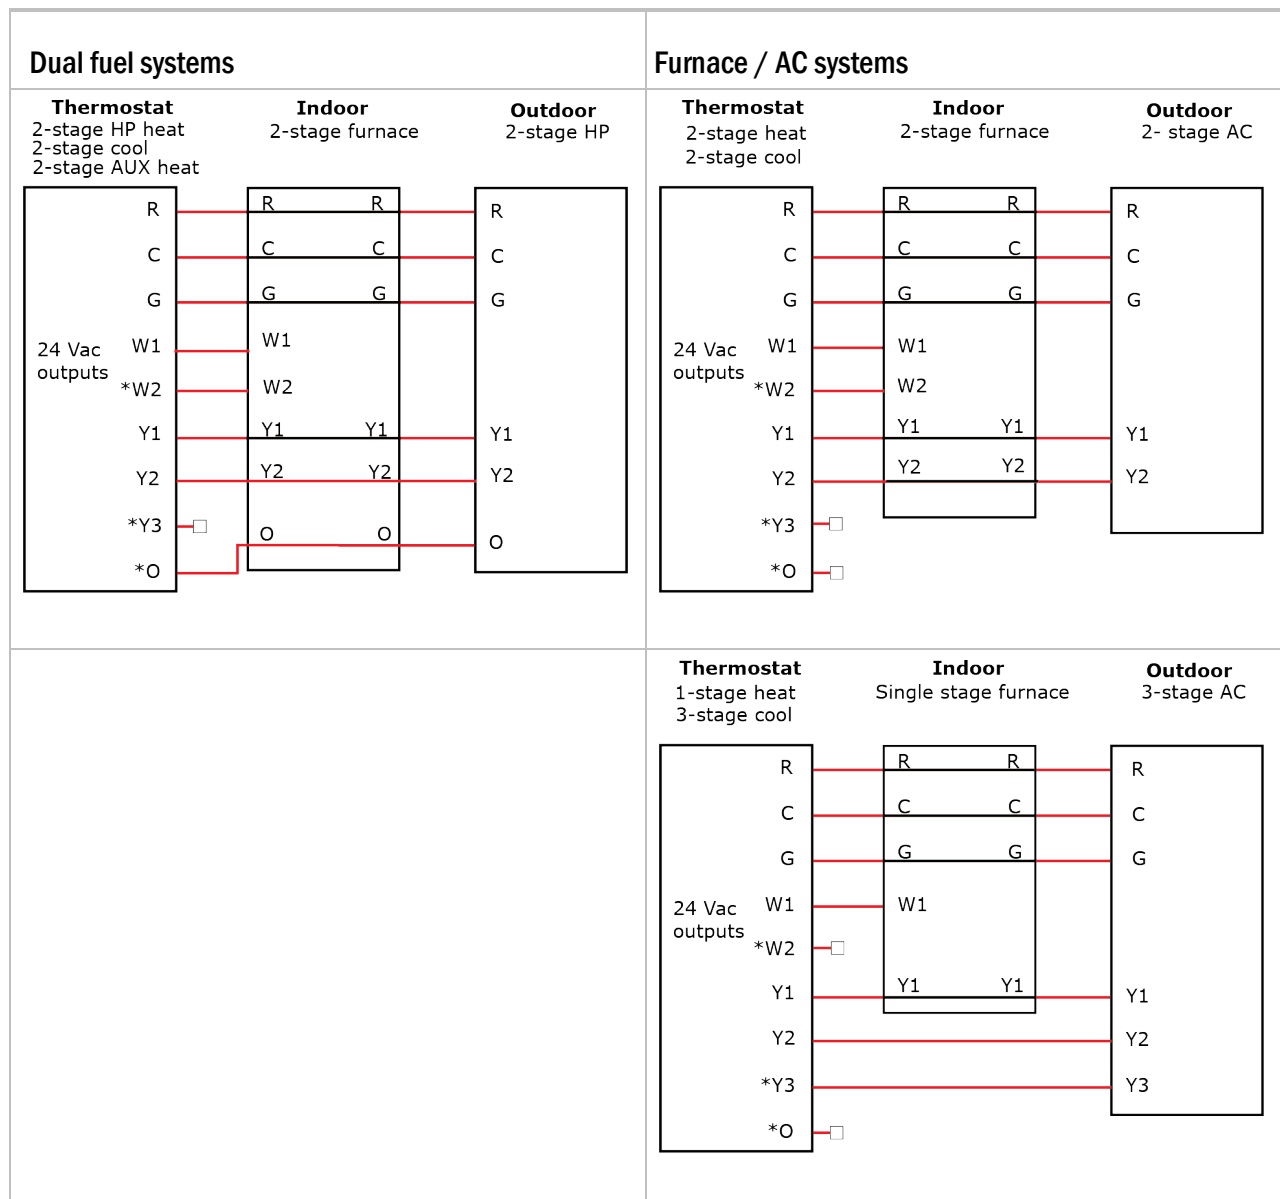 Dual fuel systems
Furnace / AC systems
Thermostat
2-stage HP heat
2-stage cool
2-stage AUX heat
Indoor
2-stage furnace
Outdoor
2-stage HP
R R R R
C C C C
G G G G
24 Vac
outputs
W1 W1
*W2 W2
Y1 Y1 Y1 Y1
Y2 Y2 Y2 Y2
*Y3
*O O O O
Thermostat
2-stage heat
2-stage cool
Indoor
2-stage furnace
Outdoor
2- stage AC
R R R R
C C C C
G G G G
24 Vac
outputs
W1 W1
*W2 W2
Y1 Y1 Y1 Y1
Y2 Y2 Y2 Y2
*Y3
*O
Thermostat
1-stage heat
3-stage cool
Indoor
Single stage furnace
Outdoor
3-stage AC
R R R R
C C C C
G G G G
24 Vac
outputs
W1 W1
*W2
Y1 Y1 Y1 Y1
Y2 Y2
*Y3 Y3
*O